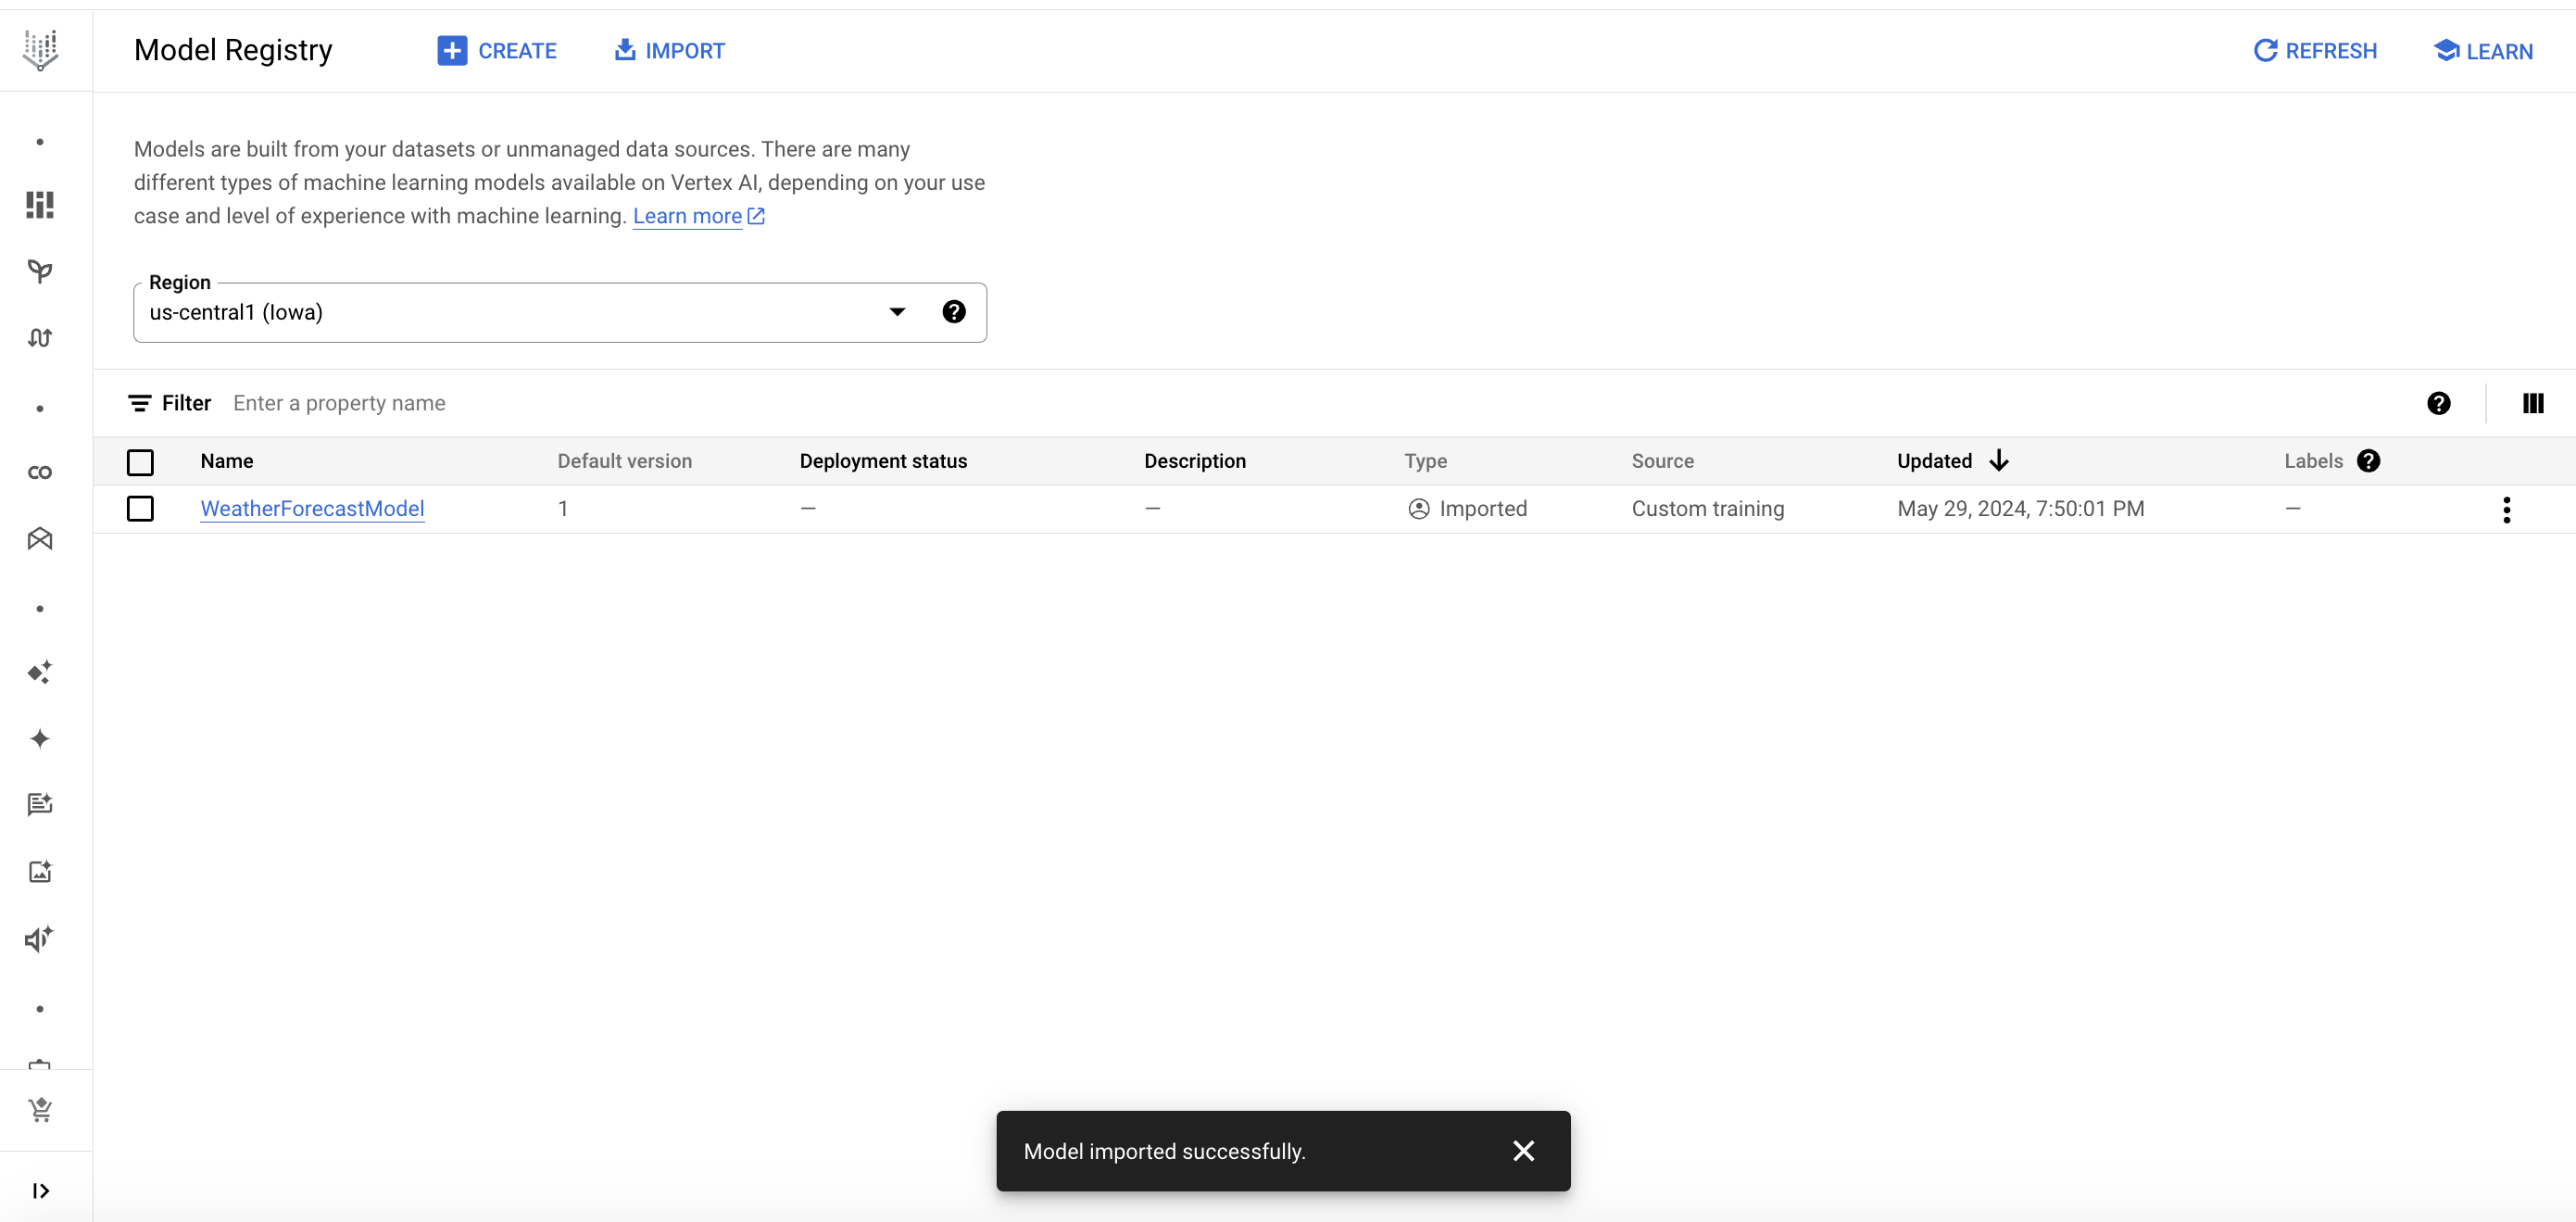 Model Registry
CREATE
IMPORT
REFRESH
LEARN
Models are built from your datasets or unmanaged data sources. There are many
different types of machine learning models available on Vertex AI, depending on your use
case and level of experience with machine learning. Learn more
Region
us-central1 (Iowa)
Filter Enter a property name
Name Default version Deployment status Description Type Source Updated Labels
WeatherForecastModel 1 — — Imported Custom training May 29, 2024, 7:50:01 PM —
Model imported successfully.